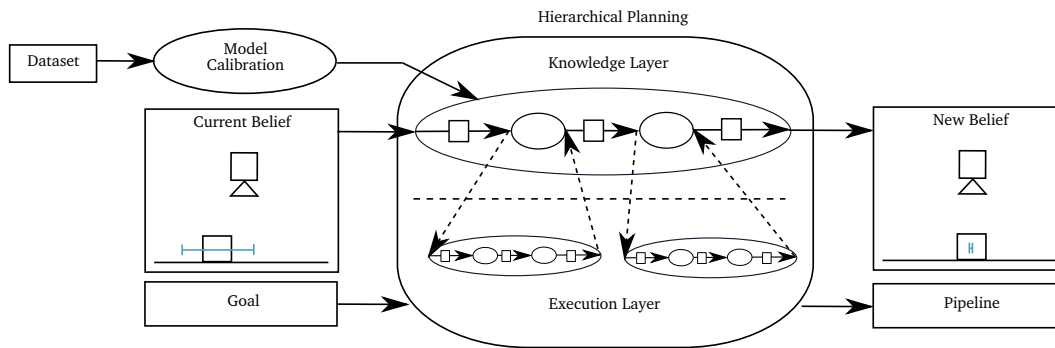 Hierarchical Planning
Dataset
Model
Calibration
Knowledge Layer
Current Belief
New Belief
Goal
Execution Layer
Pipeline